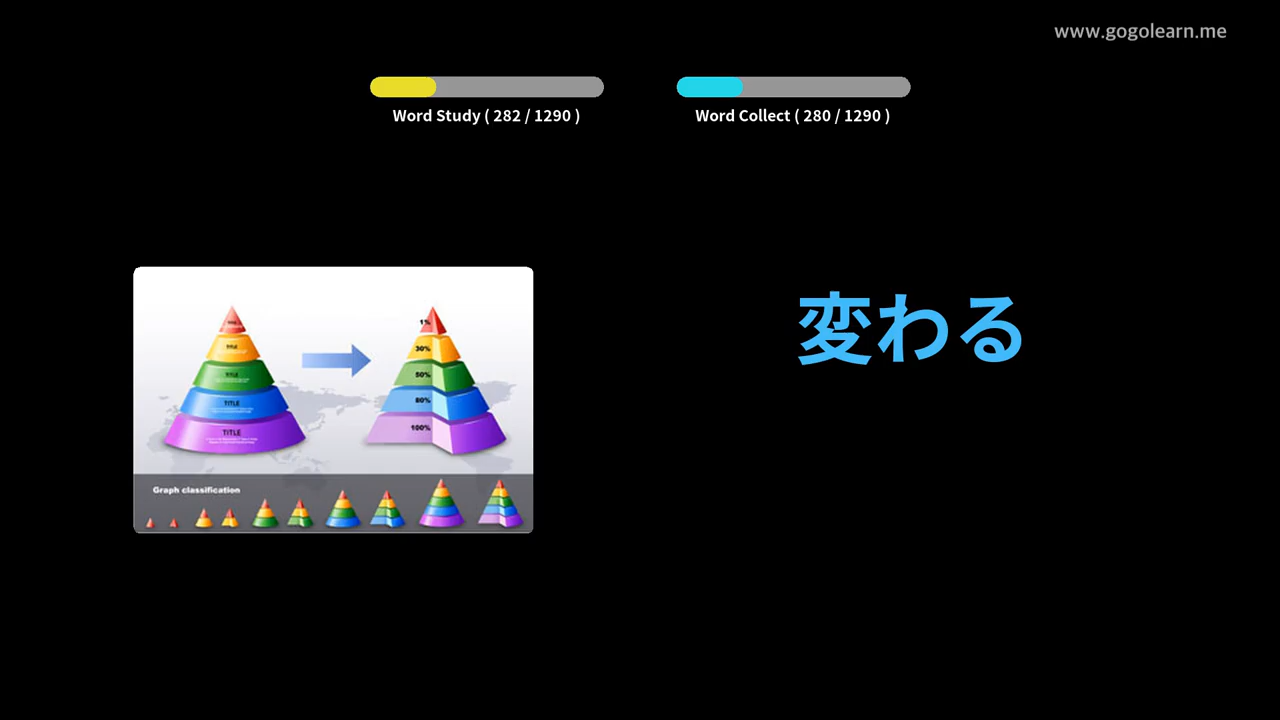 www.gogolearn.me
Word Study ( 282 / 1290 )
Word Collect ( 280 / 1290 )
変わる
TITLE
TITLE
TITLE
TITLE
1%
30%
50%
80%
100%
Graph classification